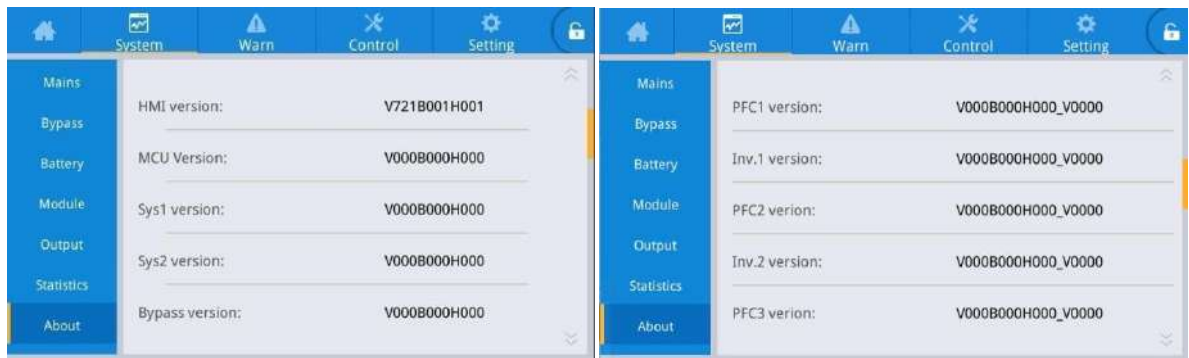 System Warn Control Setting
Mains
Bypass
Battery
Module
Output
Statistics
About
HMI version: V721B001H001
MCU Version: V000B000H000
Sys1 version: V000B000H000
Sys2 version: V000B000H000
Bypass version: V000B000H000
System Warn Control Setting
Mains
Bypass
Battery
Module
Output
Statistics
About
PFC1 version: V000B000H000_V0000
Inv.1 version: V000B000H000_V0000
PFC2 verion: V000B000H000_V0000
Inv.2 version: V000B000H000_V0000
PFC3 verion: V000B000H000_V0000